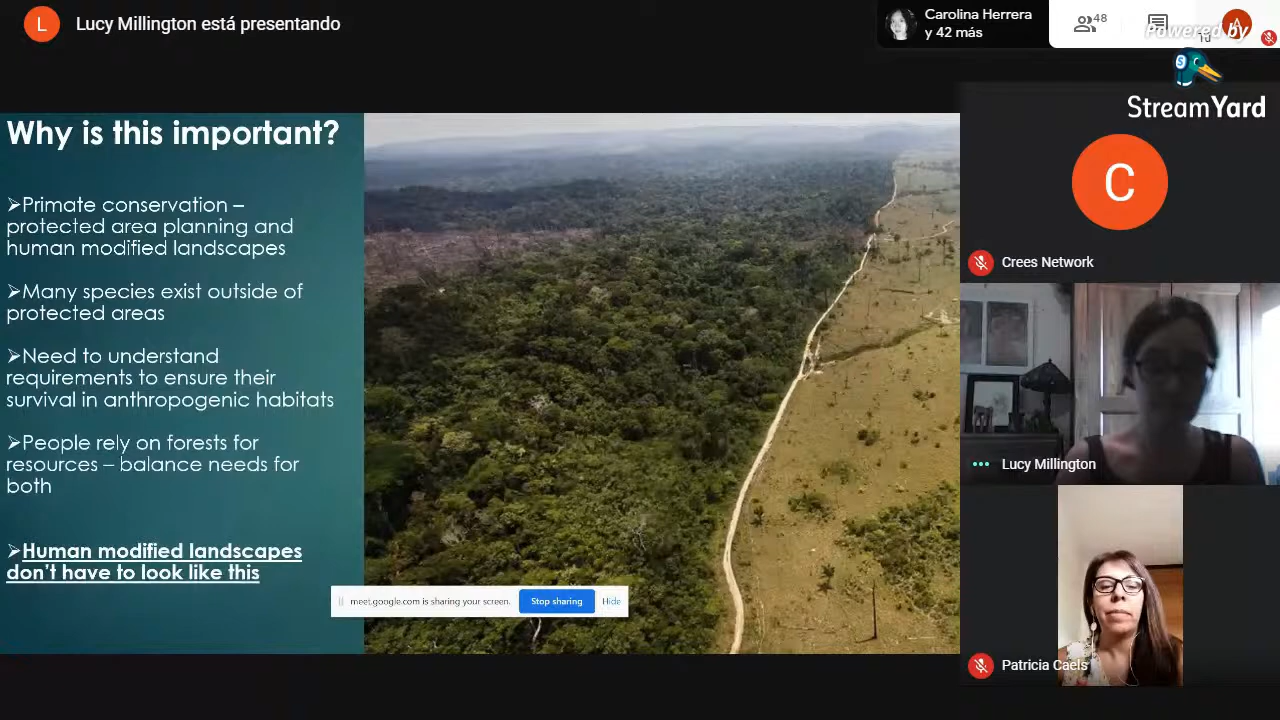 L
Lucy Millington está presentando
Carolina Herrera
y 42 más
48
Powered by
StreamYard
Why is this important?
➢Primate conservation –
protected area planning and
human modified landscapes
➢Many species exist outside of
protected areas
➢Need to understand
requirements to ensure their
survival in anthropogenic habitats
➢People rely on forests for
resources – balance needs for
both
➢Human modified landscapes
don't have to look like this
meet.google.com is sharing your screen.
Stop sharing
Hide
C
Crees Network
Lucy Millington
Patricia Caels